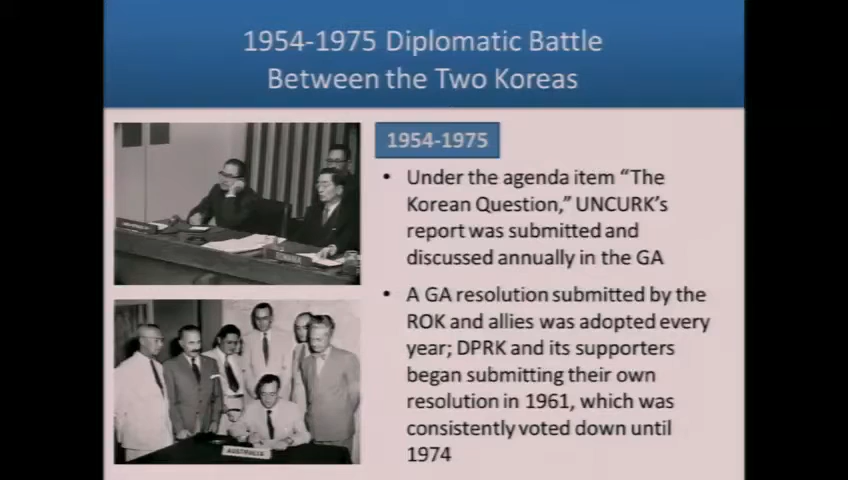 1954-1975 Diplomatic Battle
Between the Two Koreas
1954-1975
• Under the agenda item “The
Korean Question,” UNCURK’s
report was submitted and
discussed annually in the GA
• A GA resolution submitted by the
ROK and allies was adopted every
year; DPRK and its supporters
began submitting their own
resolution in 1961, which was
consistently voted down until
1974
AUSTRALIA